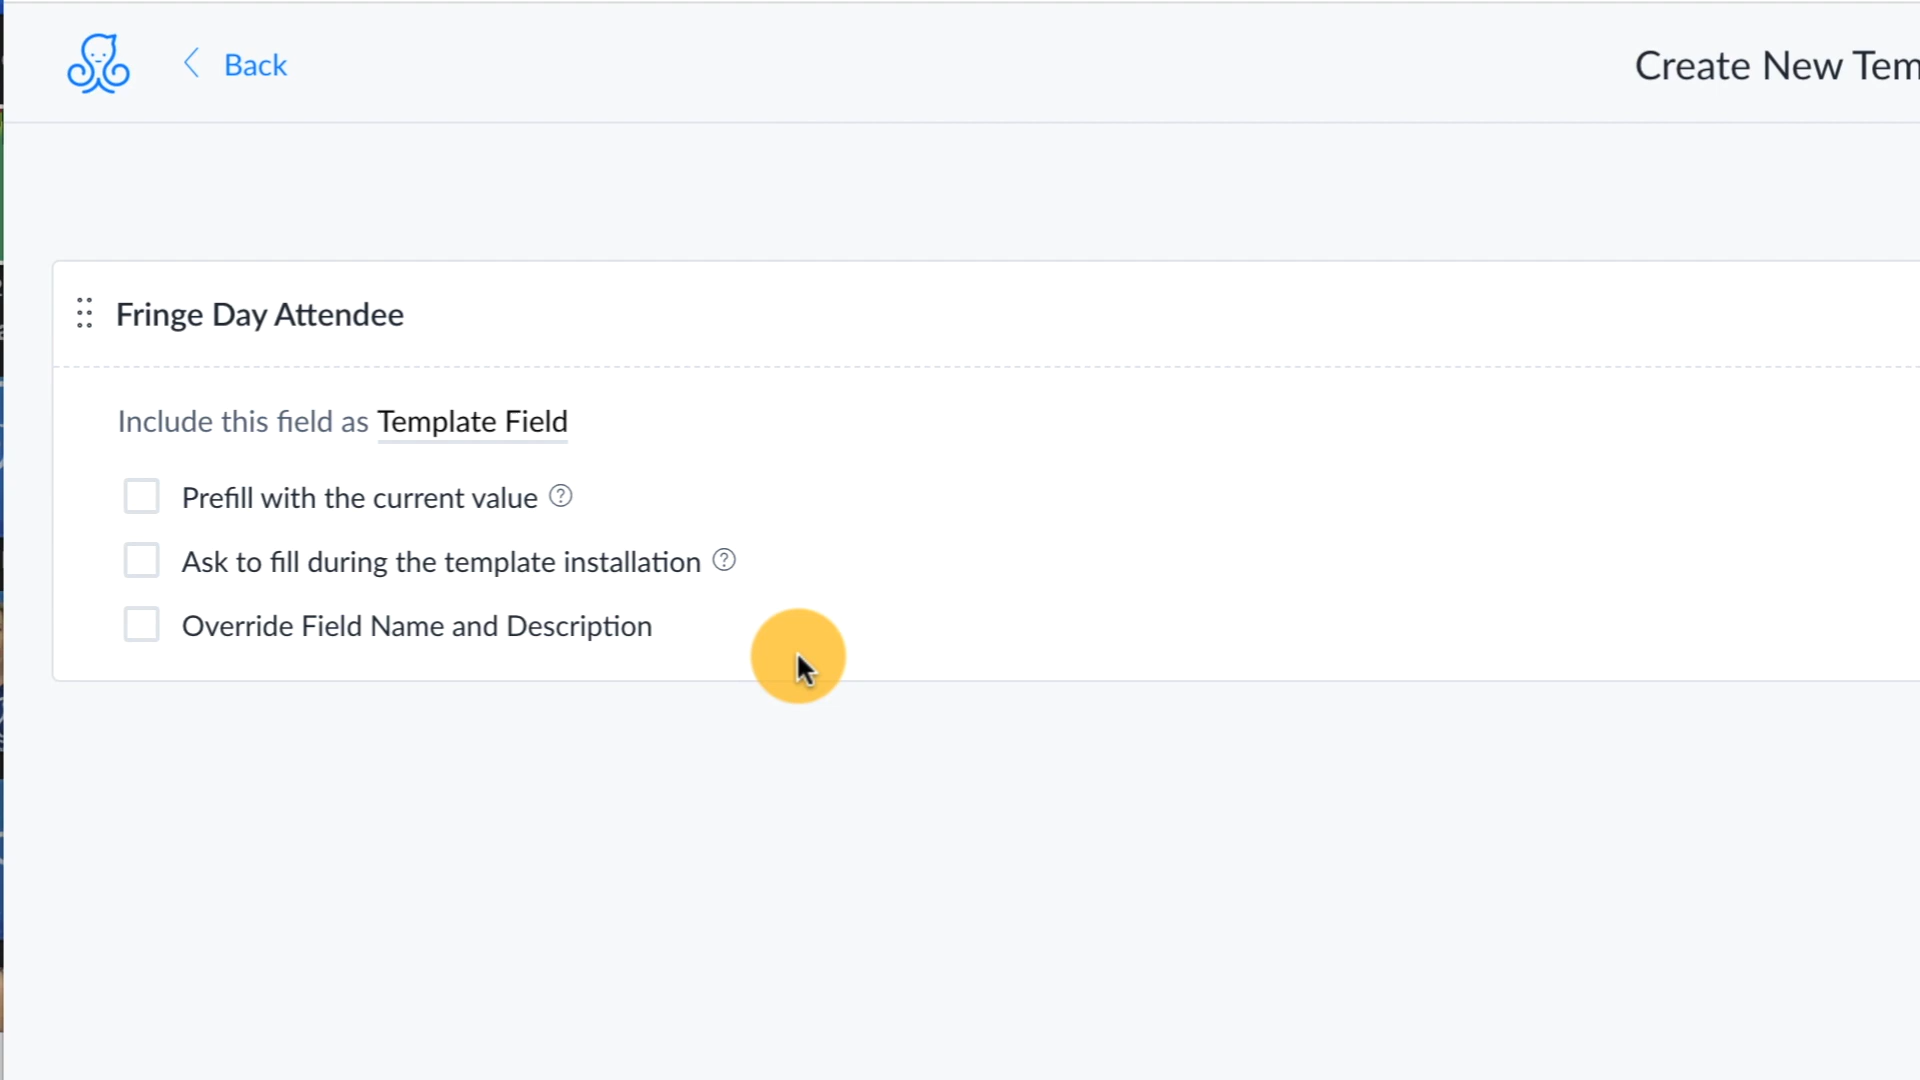 Back
Create New Tem
Fringe Day Attendee
Include this field as Template Field
Prefill with the current value ?
Ask to fill during the template installation ?
Override Field Name and Description